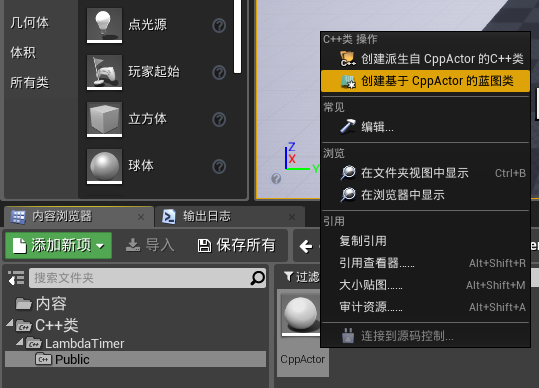 几何体
体积
所有类
点光源
玩家起始
立方体
球体
Z
X
Y
C++类 操作
创建派生自 CppActor 的C++类
创建基于 CppActor 的蓝图类
常见
编辑...
浏览
在文件夹视图中显示 Ctrl+B
在浏览器中显示
引用
复制引用
引用查看器...... Alt+Shift+R
大小贴图...... Alt+Shift+M
审计资源...... Alt+Shift+A
连接到源码控制...
内容浏览器
输出日志
添加新项
导入
保存所有
搜索文件夹
过滤
内容
C++类
LambdaTimer
Public
CppActor